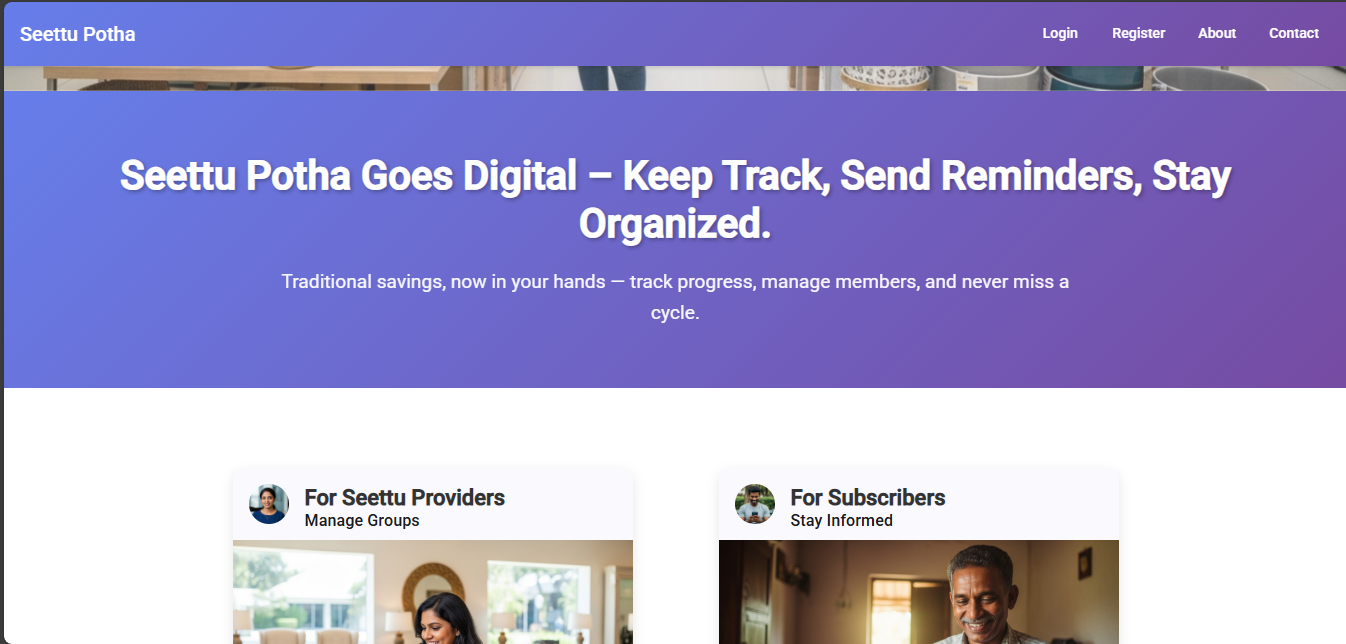 Seettu Potha
Login Register About Contact
Seettu Potha Goes Digital – Keep Track, Send Reminders, Stay
Organized.
Traditional savings, now in your hands — track progress, manage members, and never miss a
cycle.
For Seettu Providers
Manage Groups
For Subscribers
Stay Informed